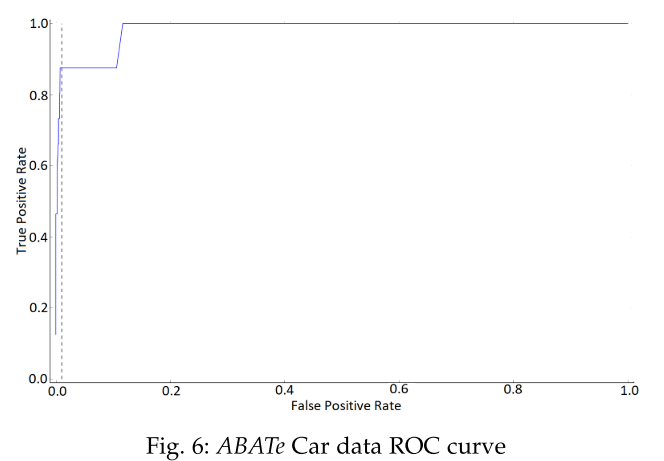 1.0
0.8
0.6
0.4
0.2
0.0
True Positive Rate
0.0 0.2 0.4 0.6 0.8 1.0
False Positive Rate
Fig. 6: ABATe Car data ROC curve